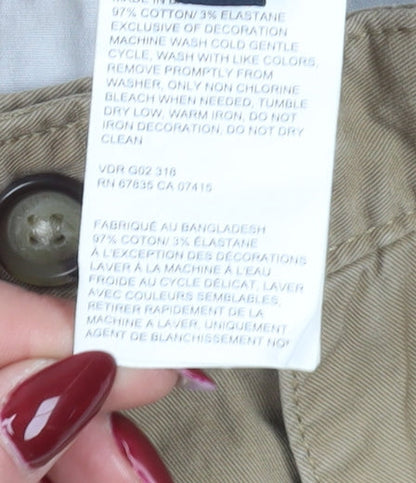 MADE IN
97% COTTON/ 3% ELASTANE
EXCLUSIVE OF DECORATION
MACHINE WASH COLD GENTLE
CYCLE, WASH WITH LIKE COLORS,
REMOVE PROMPTLY FROM
WASHER, ONLY NON CHLORINE
BLEACH WHEN NEEDED, TUMBLE
DRY LOW, WARM IRON, DO NOT
IRON DECORATION, DO NOT DRY
CLEAN
VDR G02 316
RN 67835 CA 07415
FABRIQUÉ AU BANGLADESH
97% COTON/ 3% ÉLASTANE
À L'EXCEPTION DES DÉCORATIONS
LAVER À LA MACHINE À L'EAU
FROIDE AU CYCLE DÉLICAT, LAVER
AVEC COULEURS SEMBLABLES,
RETIRER RAPIDEMENT DE LA
MACHINE A LAVER, UNIQUEMENT
AGENT DE BLANCHISSEMENT NO